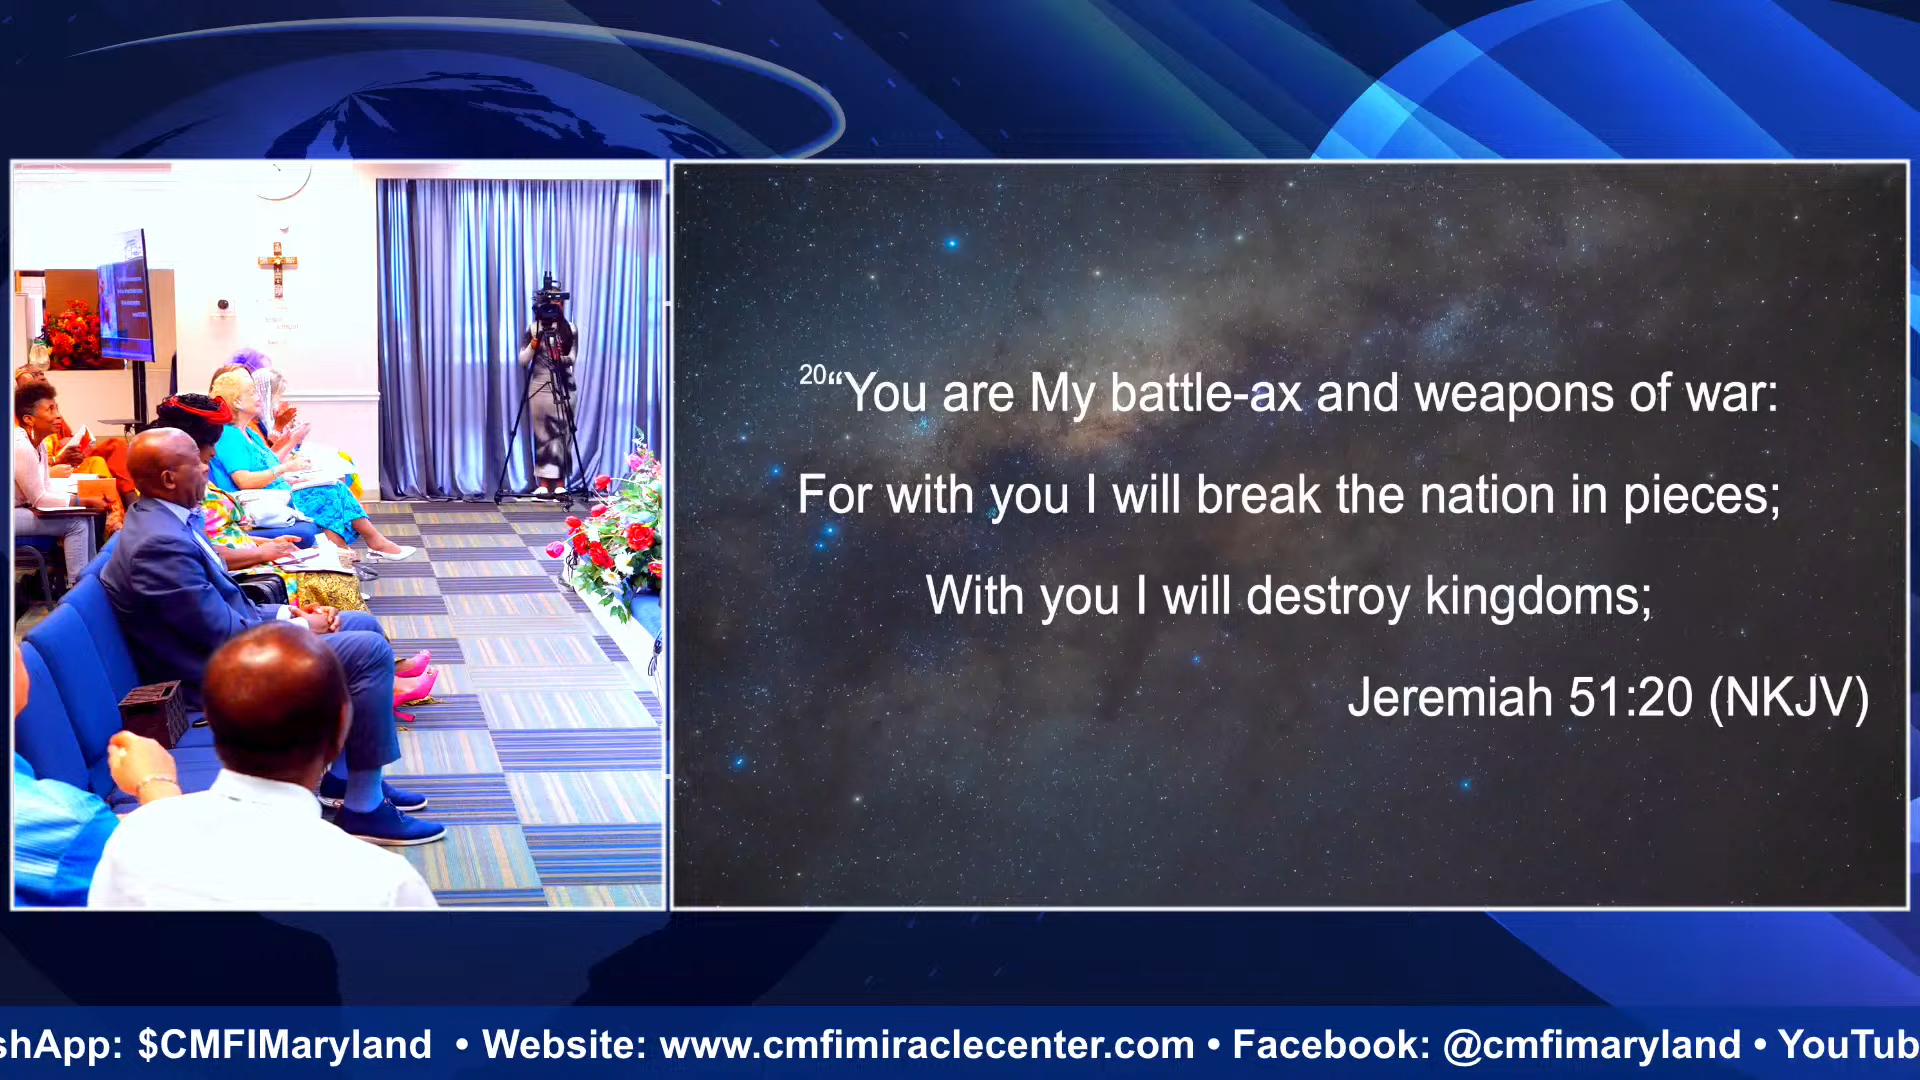 20“You are My battle-ax and weapons of war:
For with you I will break the nation in pieces;
With you I will destroy kingdoms;
Jeremiah 51:20 (NKJV)
shApp: $CMFIMaryland • Website: www.cmfimiraclecenter.com • Facebook: @cmfimaryland • YouTub